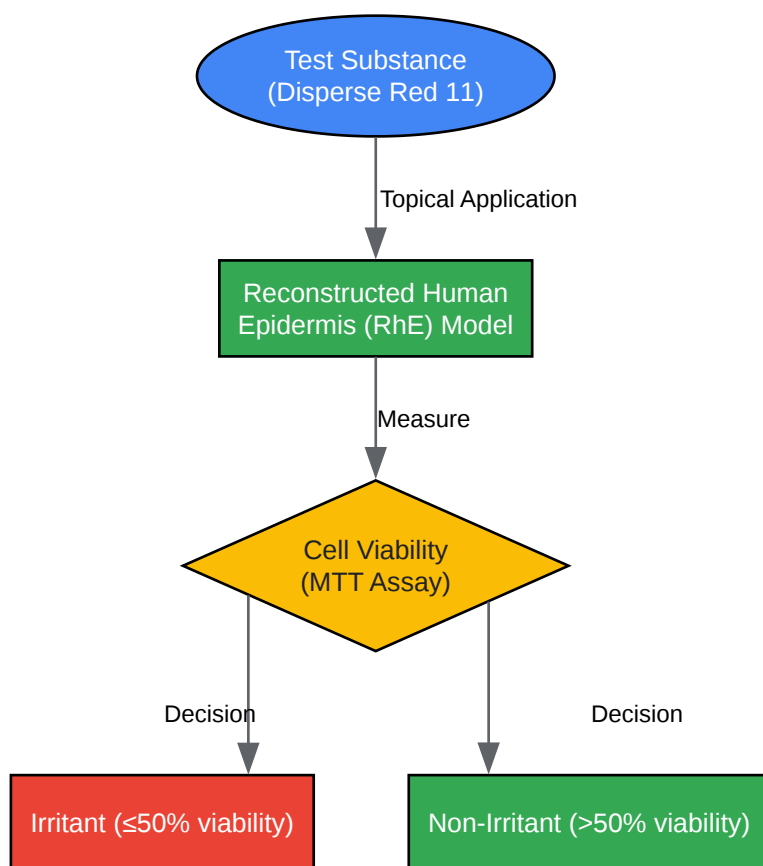 Test Substance
(Disperse Red 11)
Topical Application
Reconstructed Human
Epidermis (RhE) Model
Measure
Cell Viability
(MTT Assay)
Decision
Decision
Irritant (≤50% viability)
Non-Irritant (>50% viability)